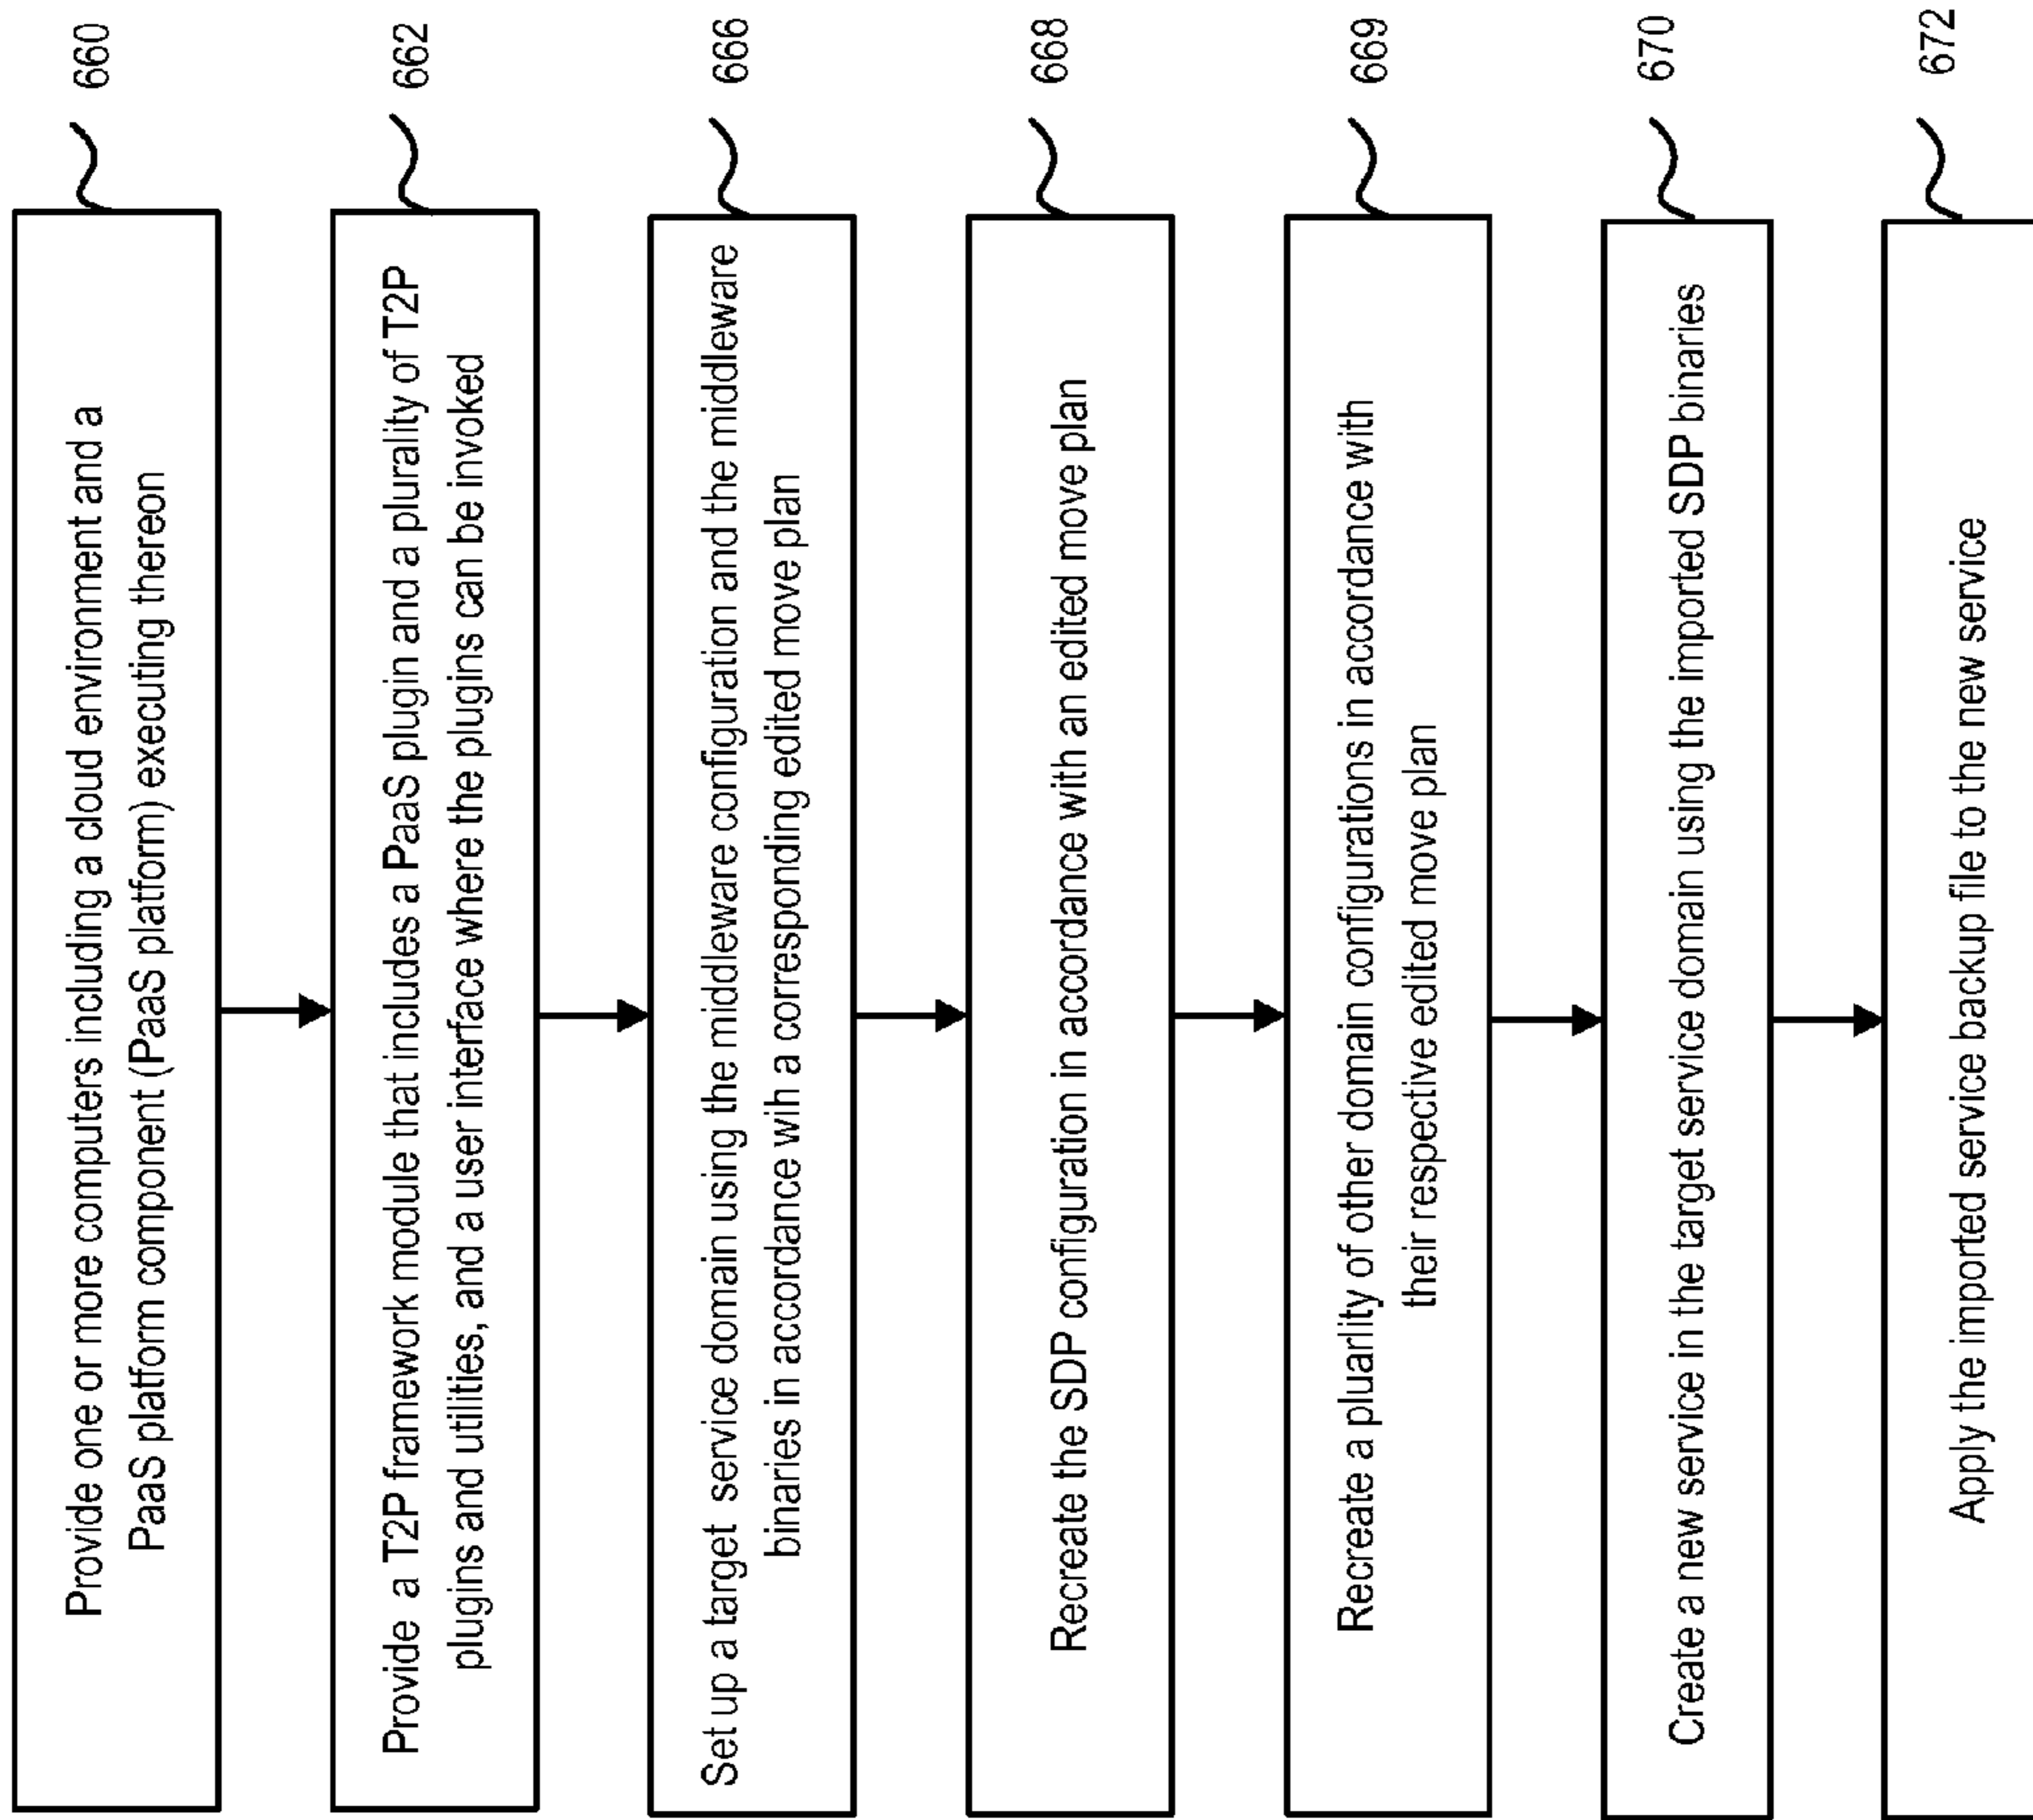 Provide one or more computers including a cloud environment and a
PaaS platform component (PaaS platform) executing thereon
660
Provide a T2P framework module that includes a PaaS plugin and a plurality of T2P
plugins and utilities, and a user interface where the plugins can be invoked
662
Set up a target service domain using the middleware configuration and the middleware
binaries in accordance wih a corresponding edited move plan
666
Recreate the SDP configuration in accordance with an edited move plan
668
Recreate a pluarlity of other domain configurations in accordance with
their respective edited move plan
669
Create a new service in the target service domain using the imported SDP binaries
670
Apply the imported service backup file to the new service
672